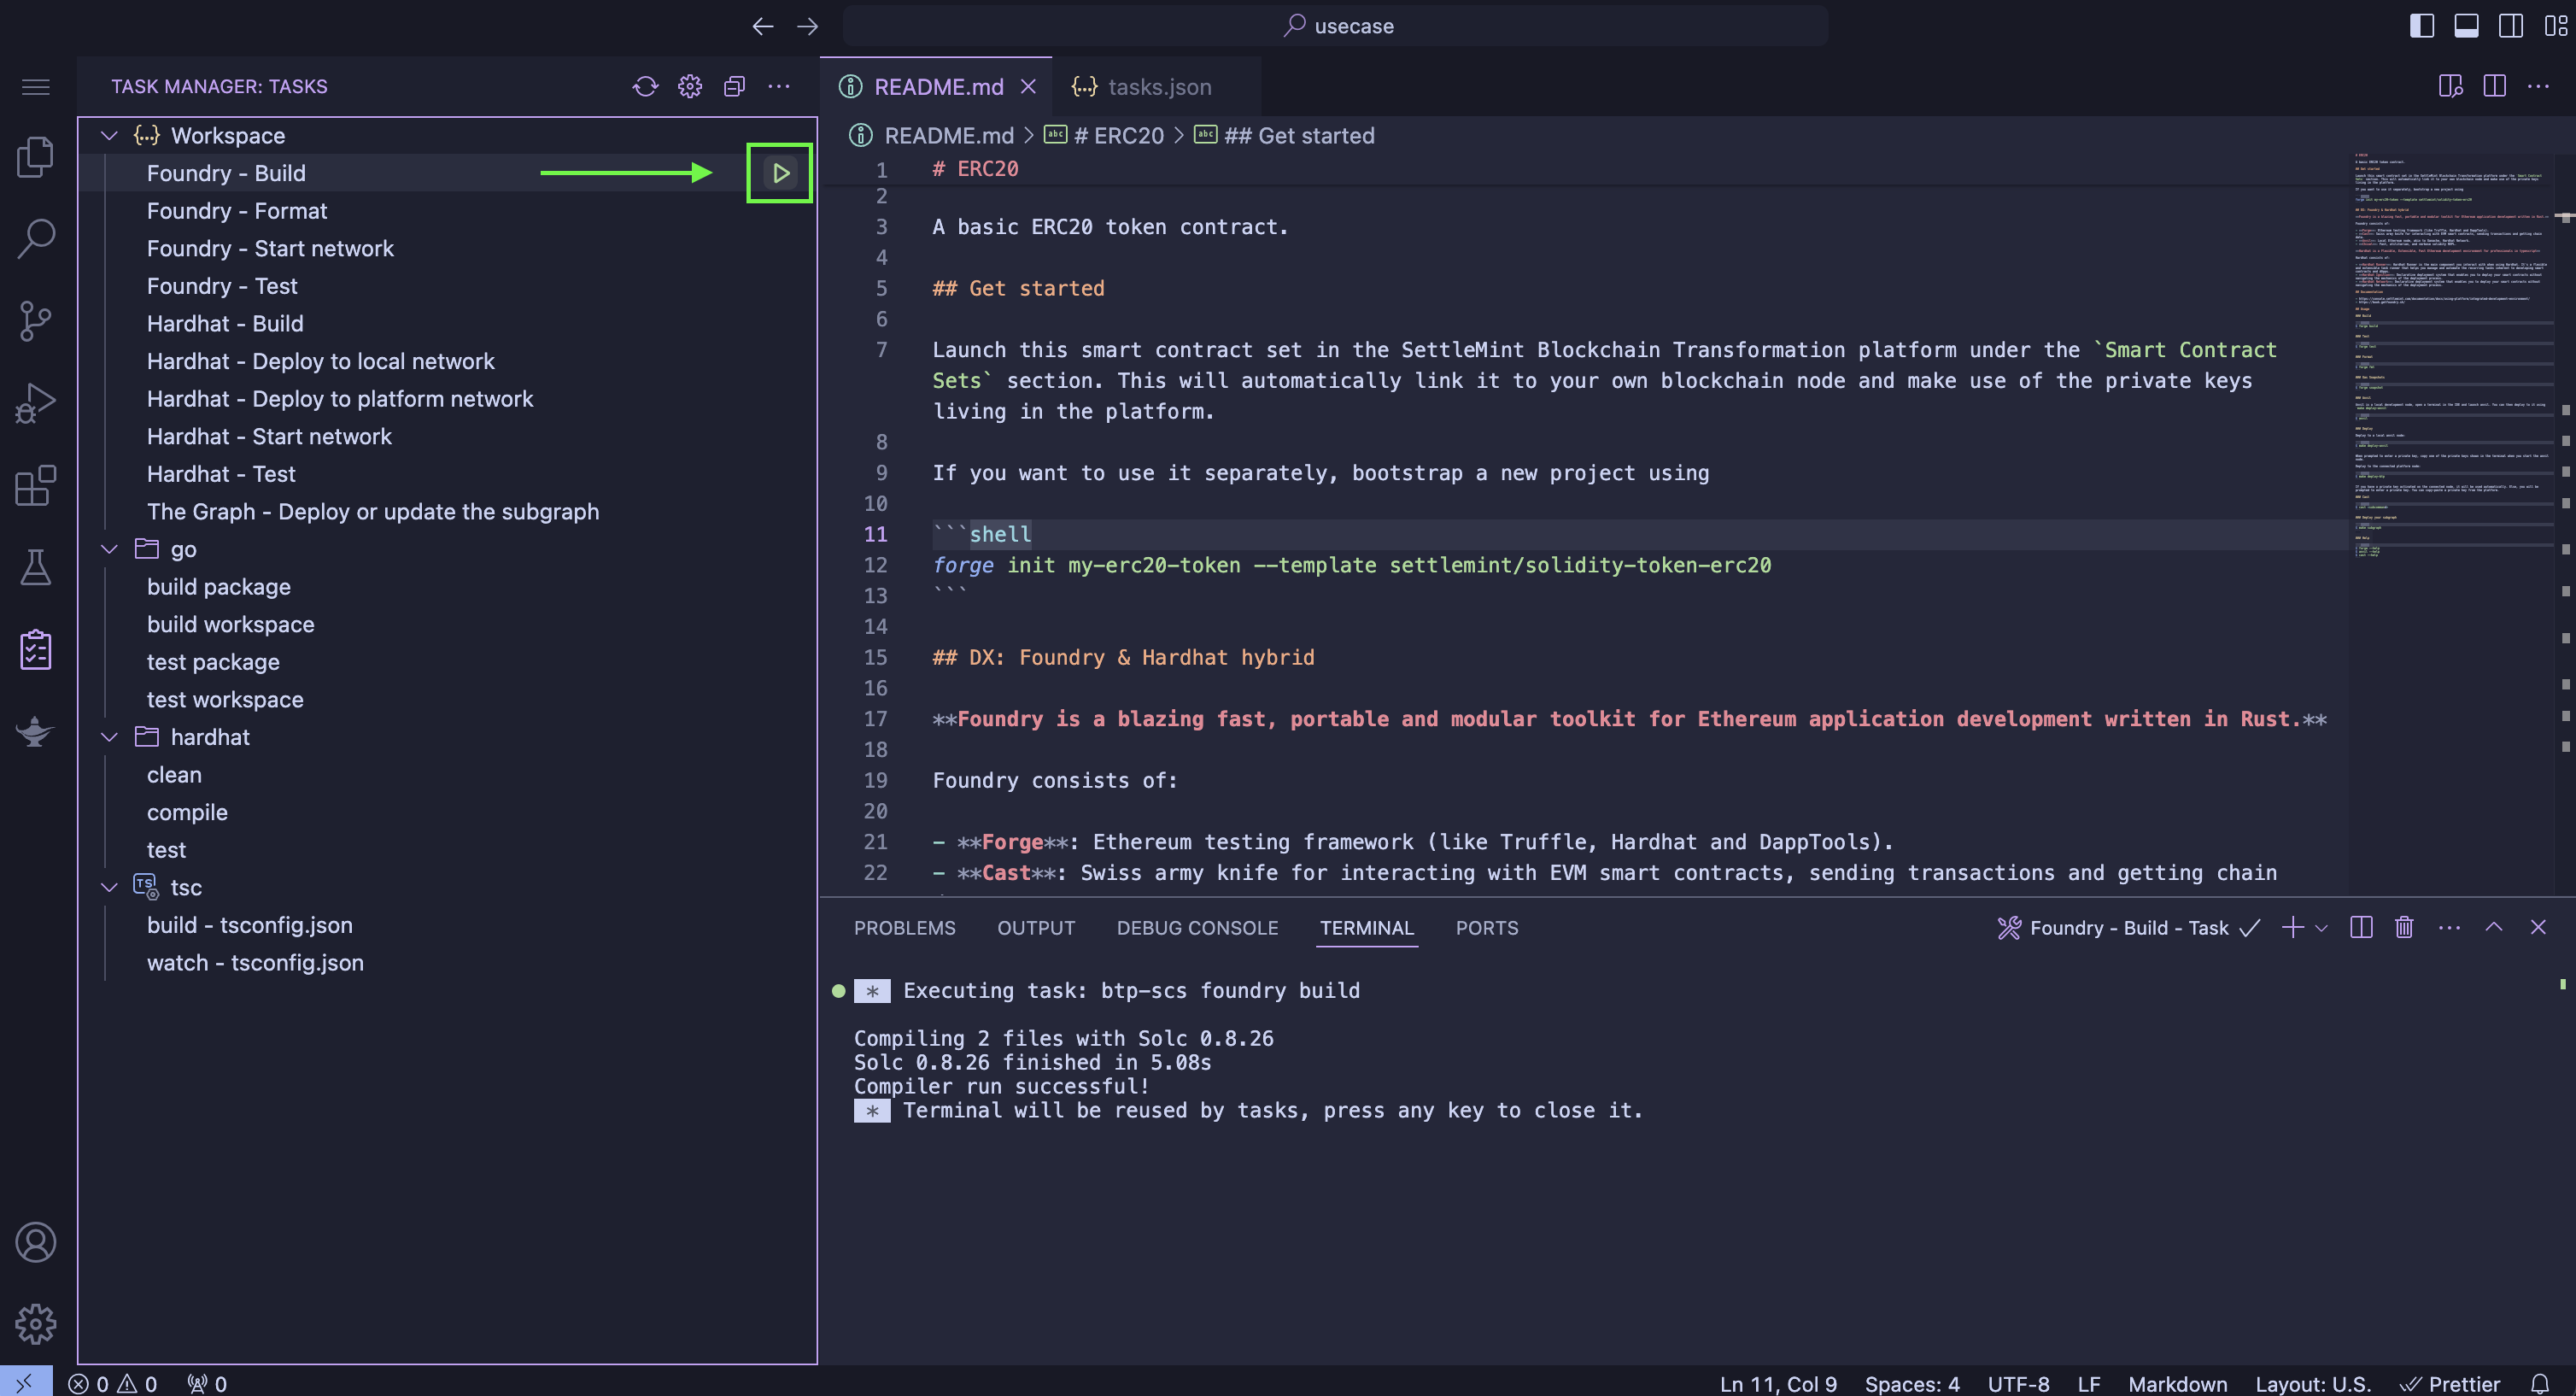 usecase
TASK MANAGER: TASKS
Workspace
Foundry - Build
Foundry - Format
Foundry - Start network
Foundry - Test
Hardhat - Build
Hardhat - Deploy to local network
Hardhat - Deploy to platform network
Hardhat - Start network
Hardhat - Test
The Graph - Deploy or update the subgraph
go
build package
build workspace
test package
test workspace
hardhat
clean
compile
test
tsc
build - tsconfig.json
watch - tsconfig.json
README.md
{...} tasks.json
README.md > # ERC20 > ## Get started
1 # ERC20
2
3 A basic ERC20 token contract.
4
5 ## Get started
6
7 Launch this smart contract set in the SettleMint Blockchain Transformation platform under the `Smart Contract
Sets` section. This will automatically link it to your own blockchain node and make use of the private keys
living in the platform.
8
9 If you want to use it separately, bootstrap a new project using
10
11 ```shell
12 forge init my-erc20-token --template settlemint/solidity-token-erc20
13 ```
14
15 ## DX: Foundry & Hardhat hybrid
16
17 **Foundry is a blazing fast, portable and modular toolkit for Ethereum application development written in Rust.**
18
19 Foundry consists of:
20
21 - **Forge**: Ethereum testing framework (like Truffle, Hardhat and DappTools).
22 - **Cast**: Swiss army knife for interacting with EVM smart contracts, sending transactions and getting chain
PROBLEMS OUTPUT DEBUG CONSOLE TERMINAL PORTS
Foundry - Build - Task
* Executing task: btp-scs foundry build
Compiling 2 files with Solc 0.8.26
Solc 0.8.26 finished in 5.08s
Compiler run successful!
* Terminal will be reused by tasks, press any key to close it.
0 0 0
Ln 11, Col 9 Spaces: 4 UTF-8 LF Markdown Layout: U.S. Prettier